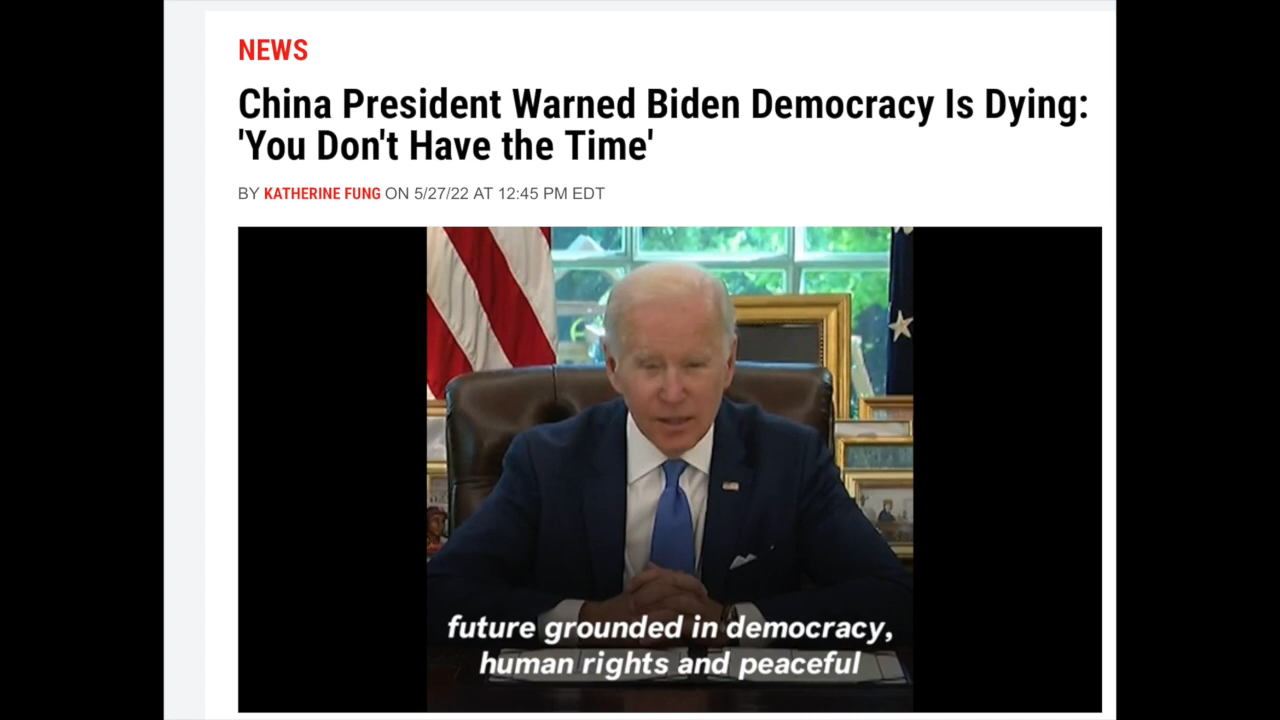 NEWS
China President Warned Biden Democracy Is Dying:
'You Don't Have the Time'
BY KATHERINE FUNG ON 5/27/22 AT 12:45 PM EDT
future grounded in democracy,
human rights and peaceful